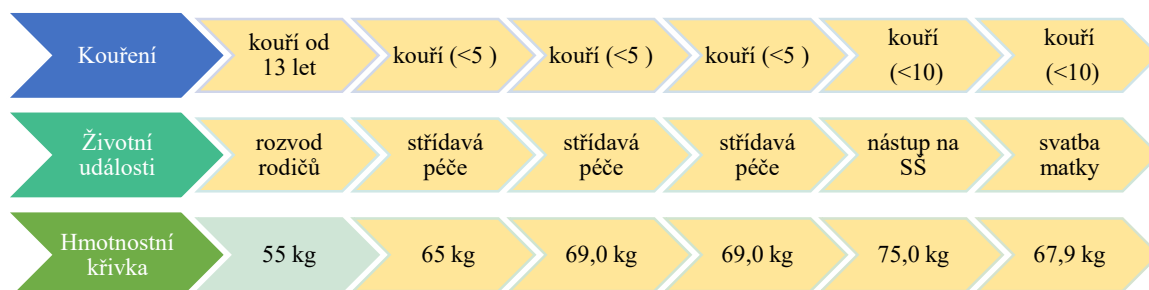 Kouření
kouří od
13 let
kouří (<5 )
kouří (<5 )
kouří (<5 )
kouří
(<10)
kouří
(<10)
Životní
události
rozvod
rodičů
střídavá
péče
střídavá
péče
střídavá
péče
nástup na
SŠ
svatba
matky
Hmotnostní
křivka
55 kg
65 kg
69,0 kg
69,0 kg
75,0 kg
67,9 kg